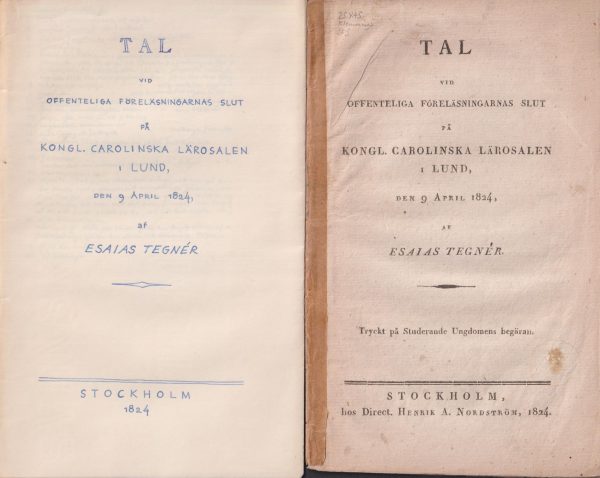 TAL
VID
OFFENTELIGA FÖRELÄSNINGARNAS SLUT
PÅ
KONGL. CAROLINSKA LÄROSALEN
I LUND,
DEN 9 APRIL 1824,
af
ESAIAS TEGNÉR
STOCKHOLM
1824
TAL
VID
OFFENTELIGA FÖRELÄSNINGARNAS SLUT
PÅ
KONGL. CAROLINSKA LÄROSALEN
I LUND,
DEN 9 APRIL 1824,
AF
ESAIAS TEGNÉR.
Tryckt på Studerande Ungdomens begäran.
STOCKHOLM,
hos Direct. HENRIK A. NORDSTRÖM, 1824.